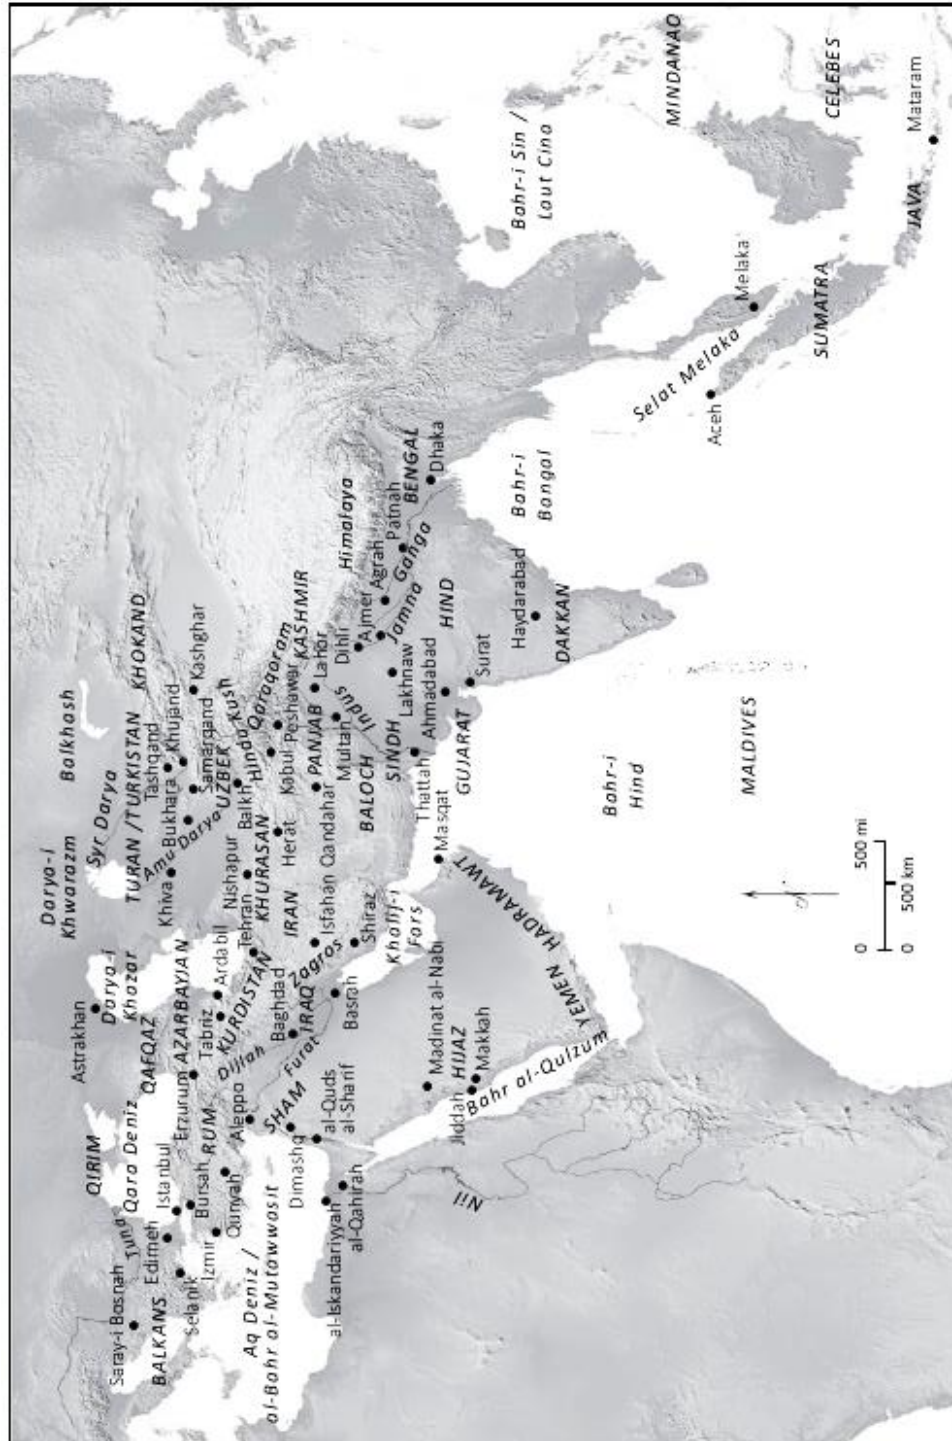 QIRIM
Qara Deniz
QAFQAZ
Astrakhan
Darya-i
Khazar
Darya-i
Khwarazm
Syr Darya
Balkhash
Tuna
Saray-i Bosnah
BALKANS
Edirneh
Selanik
Istanbul
Bursah
Izmir
Qunyah
RUM
Erzurum
AZARBAYJAN
Tabriz
Ardabil
KURDISTAN
Tehran
TURAN / TURKISTAN
KHOKAND
Amu Darya
Khiva
Bukhara
Tashqand
Khujand
Samarqand
Kashghar
UZBEK
Hindu Kush
Balkh
Nishapur
KHURASAN
Herat
IRAN
Qaraqoram
Kabul
Peshawar
KASHMIR
Aq Deniz /
al-Bahr al-Mutawwasit
Aleppo
SHAM
Dimashq
al-Quds
al-Sharif
al-Iskandariyyah
al-Qahirah
Dijlah
Furat
Baghdad
IRAQ
Basrah
Zagros
Isfahan
Shiraz
Qandahar
PANJAB
Lahor
Multan
Indus
BALOCH
SINDH
Thattah
Khalij-i
Fars
Masqat
Himalaya
Dihli
Ajmer
Agrah
Jamna
Ganga
Patnah
BENGAL
Dhaka
Lakhnaw
HIND
Ahmadabad
GUJARAT
Surat
Haydarabad
DAKKAN
Nil
Madinat al-Nabi
HIJAZ
Jiddah
Makkah
Bahr al-Qulzum
YEMEN
HADRAMAWT
Bahr-i
Hind
MALDIVES
Bahr-i
Bangal
Bahr-i Sin /
Laut Cina
Selat Melaka
Aceh
Melaka
SUMATRA
MINDANAO
CELEBES
JAVA
Mataram
0 500 mi
0 500 km